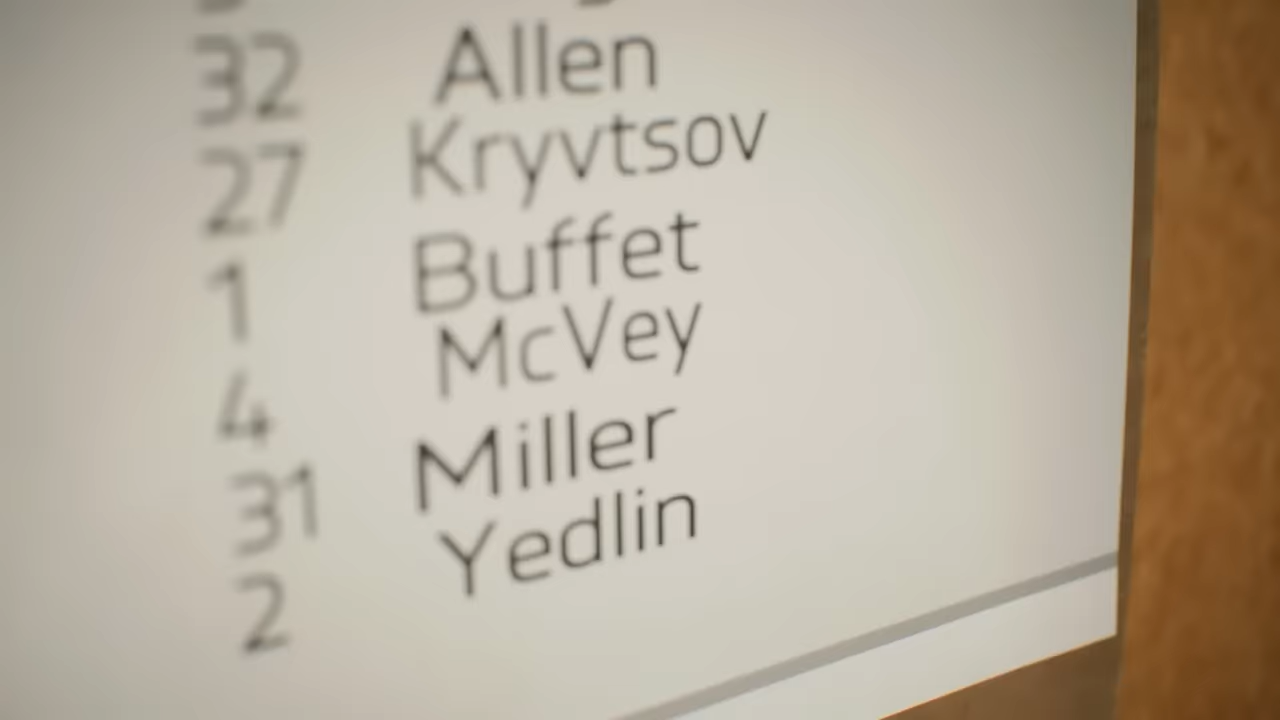 32 Allen
27 Kryvtsov
1 Buffet
4 McVey
31 Miller
2 Yedlin